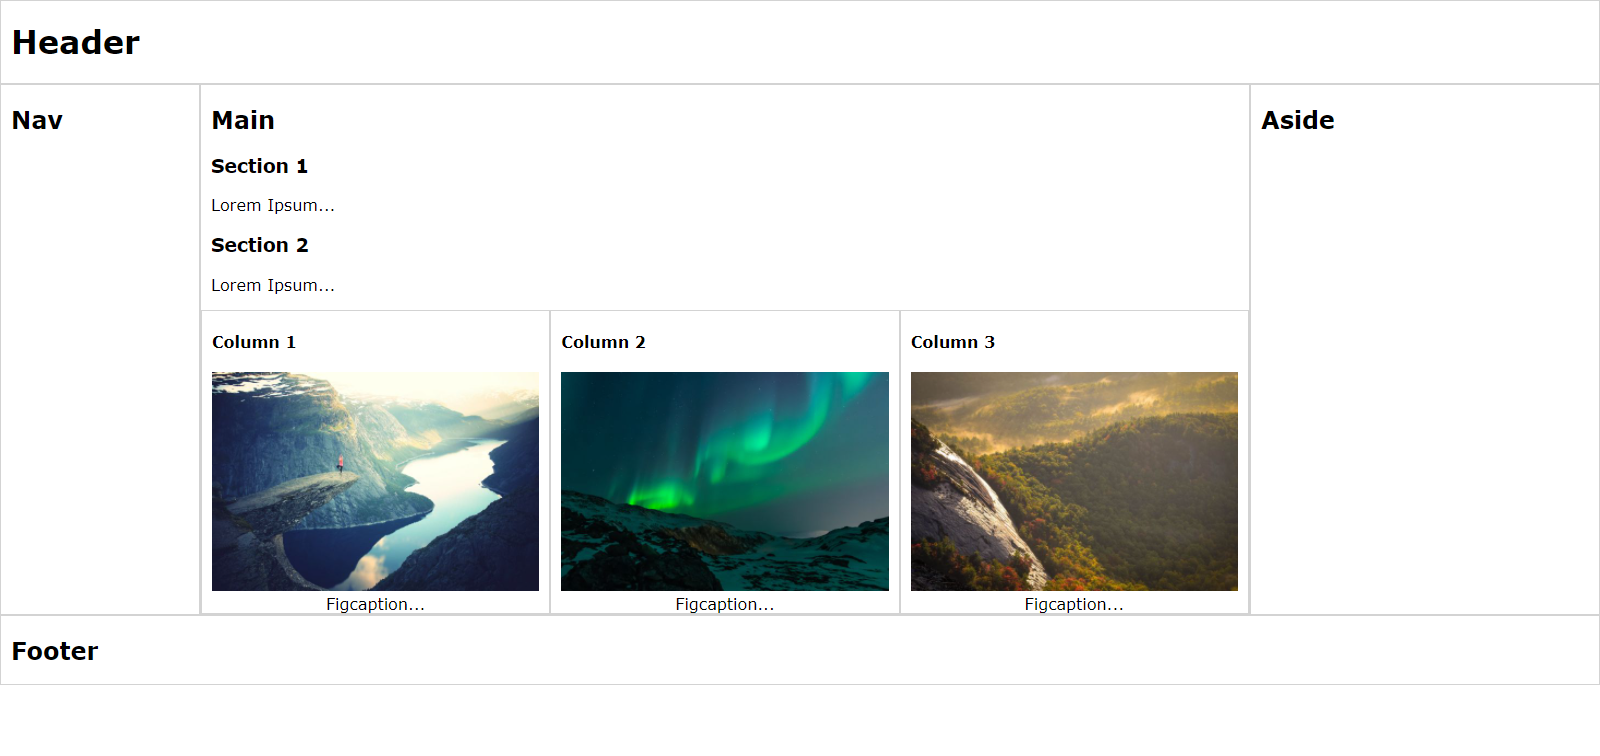 Header
Nav
Main
Section 1
Lorem Ipsum...
Section 2
Lorem Ipsum...
Column 1
Figcaption...
Column 2
Figcaption...
Column 3
Figcaption...
Aside
Footer